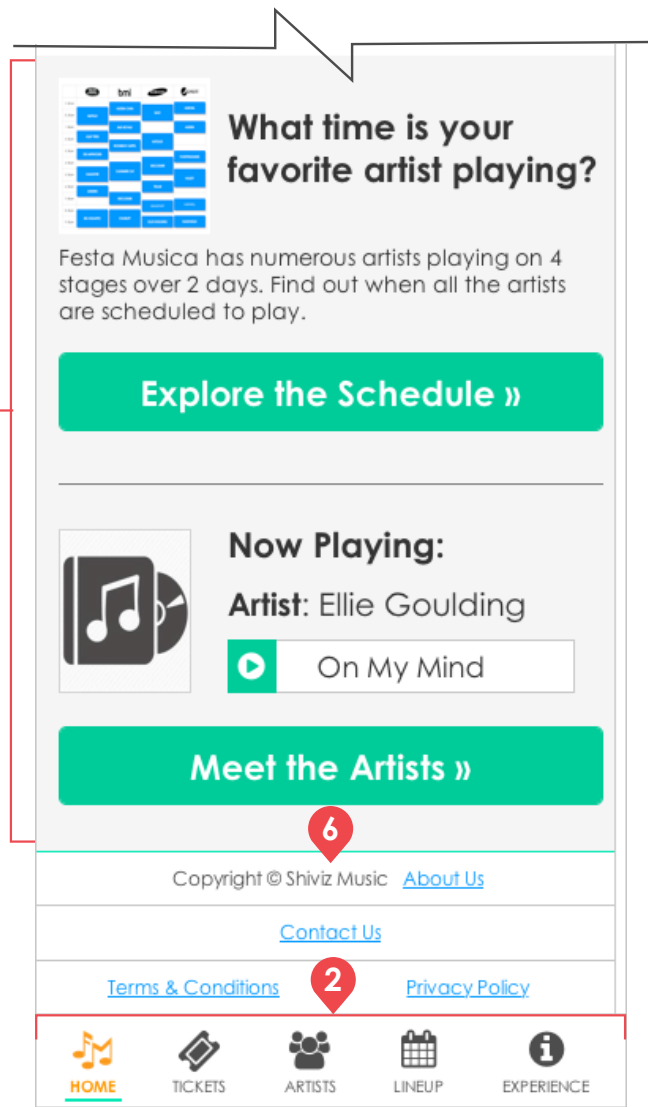 bmi
What time is your
favorite artist playing?
Festa Musica has numerous artists playing on 4
stages over 2 days. Find out when all the artists
are scheduled to play.
Explore the Schedule »
Now Playing:
Artist: Ellie Goulding
On My Mind
Meet the Artists »
6
Copyright © Shiviz Music About Us
Contact Us
Terms & Conditions 2 Privacy Policy
HOME TICKETS ARTISTS LINEUP EXPERIENCE